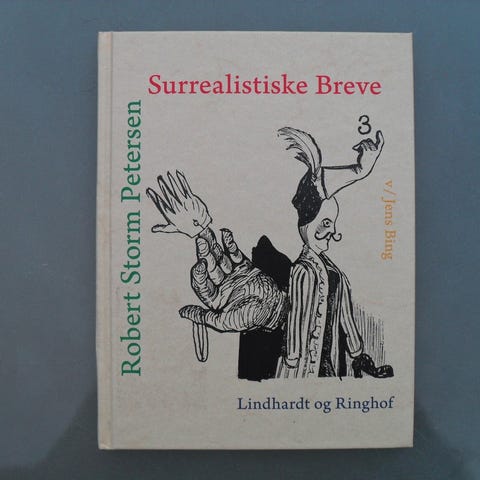 Surrealistiske Breve
Robert Storm Petersen
3
v/ Jens Bing
Lindhardt og Ringhof